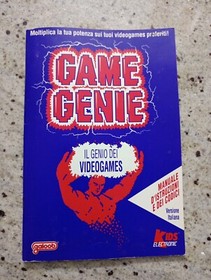 Moltiplica la tua potenza sui tuoi videogames preferiti!
GAME
GENIE
IL GENIO DEI
VIDEOGAMES
MANUALE
D'ISTRUZIONI
E DEI CODICI
Versione
Italiana
galoob
KIDS
ELECTRONIC